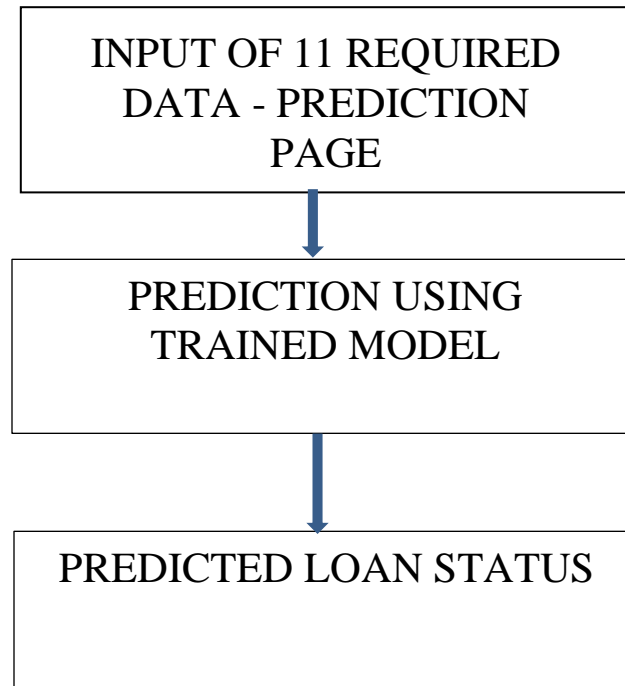 INPUT OF 11 REQUIRED
DATA - PREDICTION
PAGE
PREDICTION USING
TRAINED MODEL
PREDICTED LOAN STATUS